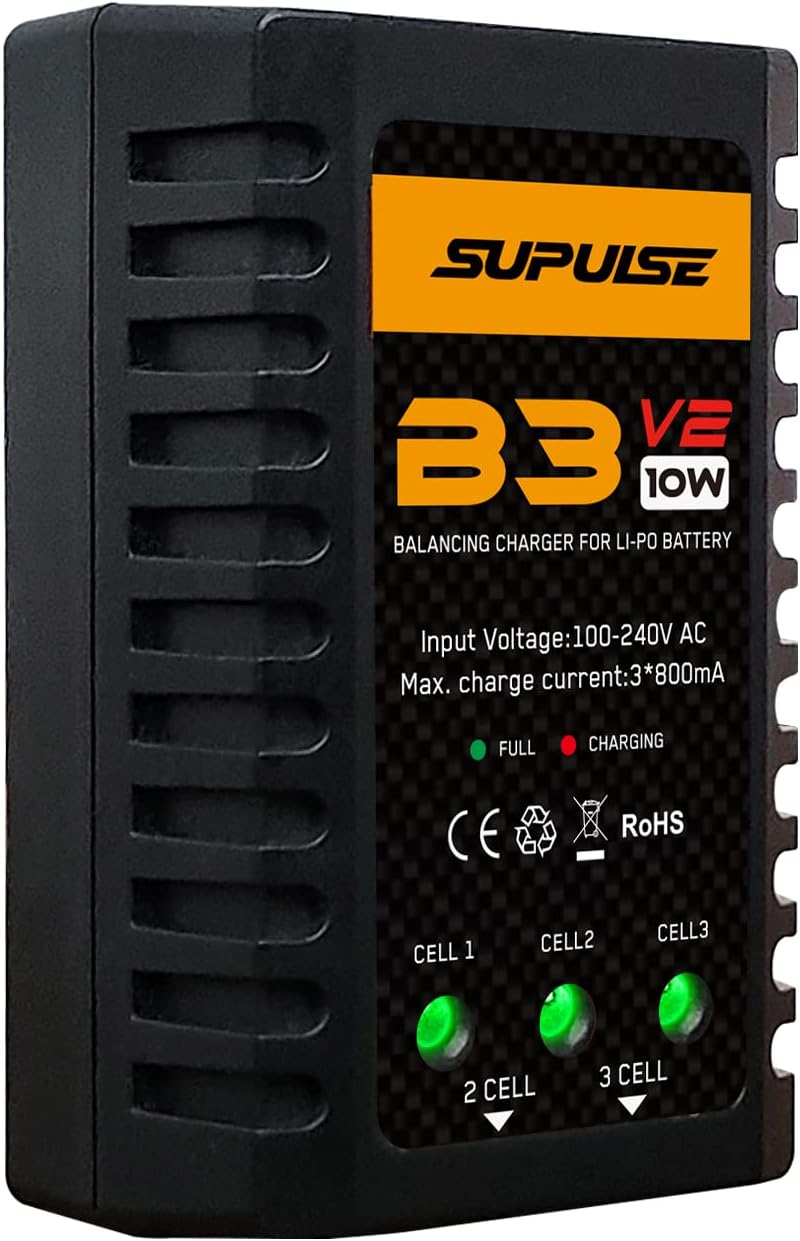 SUPULSE
B3 V2
10W
BALANCING CHARGER FOR LI-PO BATTERY
Input Voltage:100-240V AC
Max. charge current:3*800mA
FULL CHARGING
CE RoHS
CELL 1 CELL2 CELL3
2 CELL 3 CELL